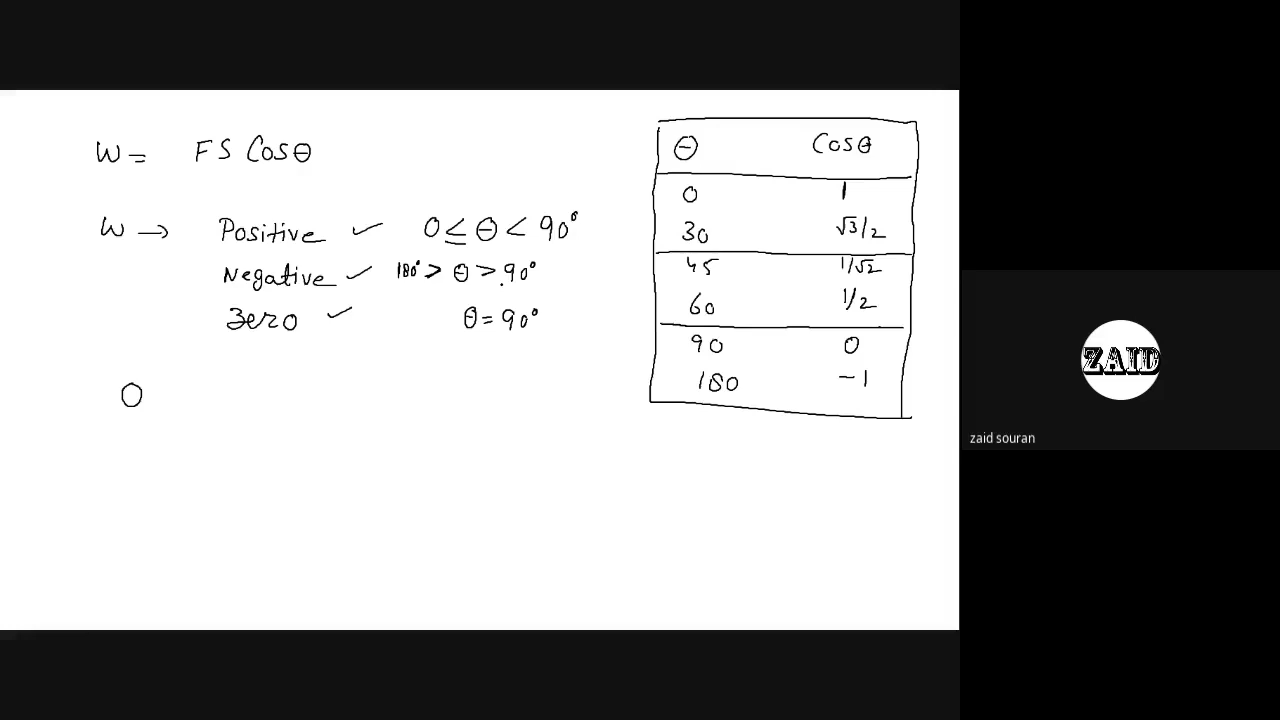 W = FS Cosθ
W → Positive ✓ 0 ≤ θ < 90°
Negative ✓ 180° > θ > 90°
Zero ✓ θ = 90°
O
θ Cosθ
0 1
30 √3/2
45 1/√2
60 1/2
90 0
180 -1
ZAID
zaid souran